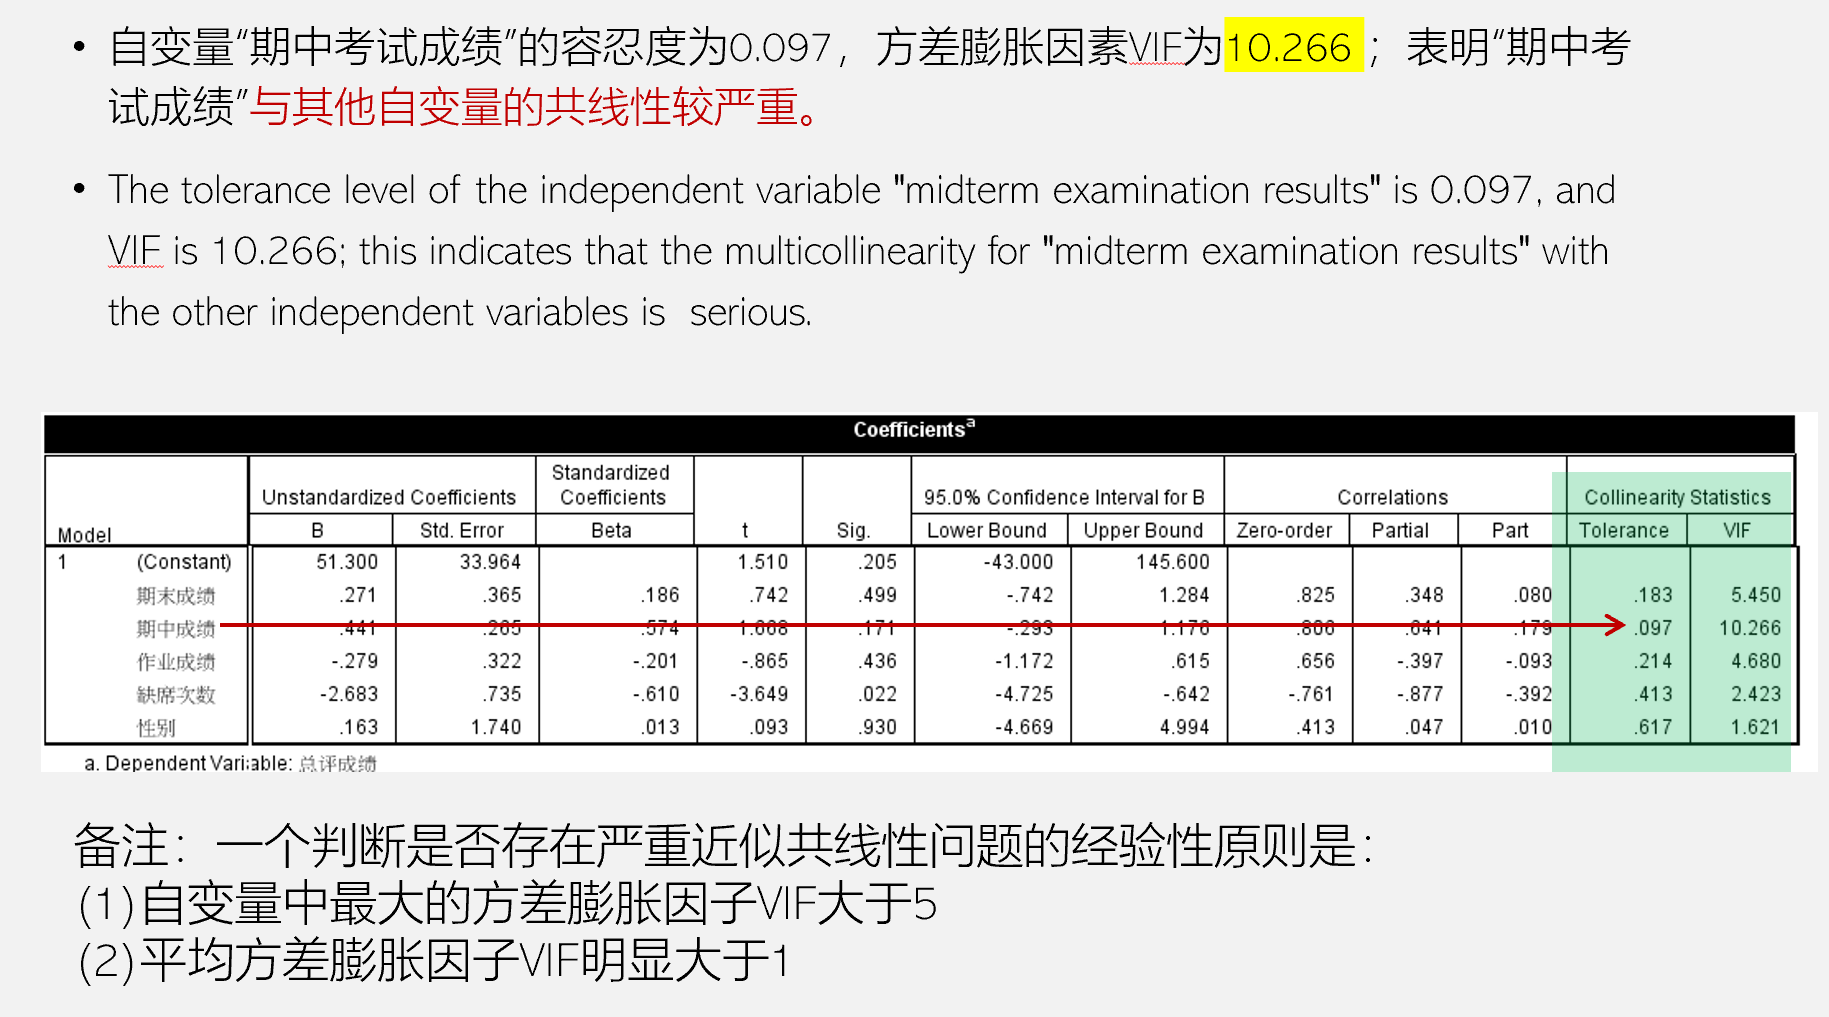 • 自变量“期中考试成绩”的容忍度为0.097，方差膨胀因素VIF为10.266；表明“期中考
试成绩”与其他自变量的共线性较严重。
• The tolerance level of the independent variable "midterm examination results" is 0.097, and
VIF is 10.266; this indicates that the multicollinearity for "midterm examination results" with
the other independent variables is serious.
Coefficientsa
Model Unstandardized Coefficients Standardized Coefficients t Sig. 95.0% Confidence Interval for B Correlations Collinearity Statistics
B Std. Error Beta Lower Bound Upper Bound Zero-order Partial Part Tolerance VIF
1 (Constant) 51.300 33.964 1.510 .205 -43.000 145.600
期末成绩 .271 .365 .186 .742 .499 -.742 1.284 .825 .348 .080 .183 5.450
期中成绩 .441 .265 .574 1.668 .171 -.293 1.176 .041 .179 .097 10.266
作业成绩 -.279 .322 -.201 -.865 .436 -1.172 .615 .656 -.397 -.093 .214 4.680
缺席次数 -2.683 .735 -.610 -3.649 .022 -4.725 -.642 -.761 -.877 -.392 .413 2.423
性别 .163 1.740 .013 .093 .930 -4.669 4.994 .413 .047 .010 .617 1.621
a. Dependent Variable: 总评成绩
备注：一个判断是否存在严重近似共线性问题的经验性原则是：
(1)自变量中最大的方差膨胀因子VIF大于5
(2)平均方差膨胀因子VIF明显大于1